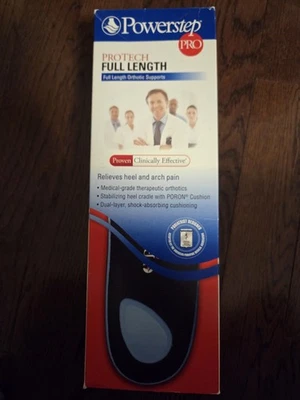 Powerstep®
PRO
PROTECH
FULL LENGTH
Full Length Orthotic Supports
Proven Clinically Effective
Relieves heel and arch pain
• Medical-grade therapeutic orthotics
• Stabilizing heel cradle with PORON® Cushion
• Dual-layer, shock-absorbing cushioning